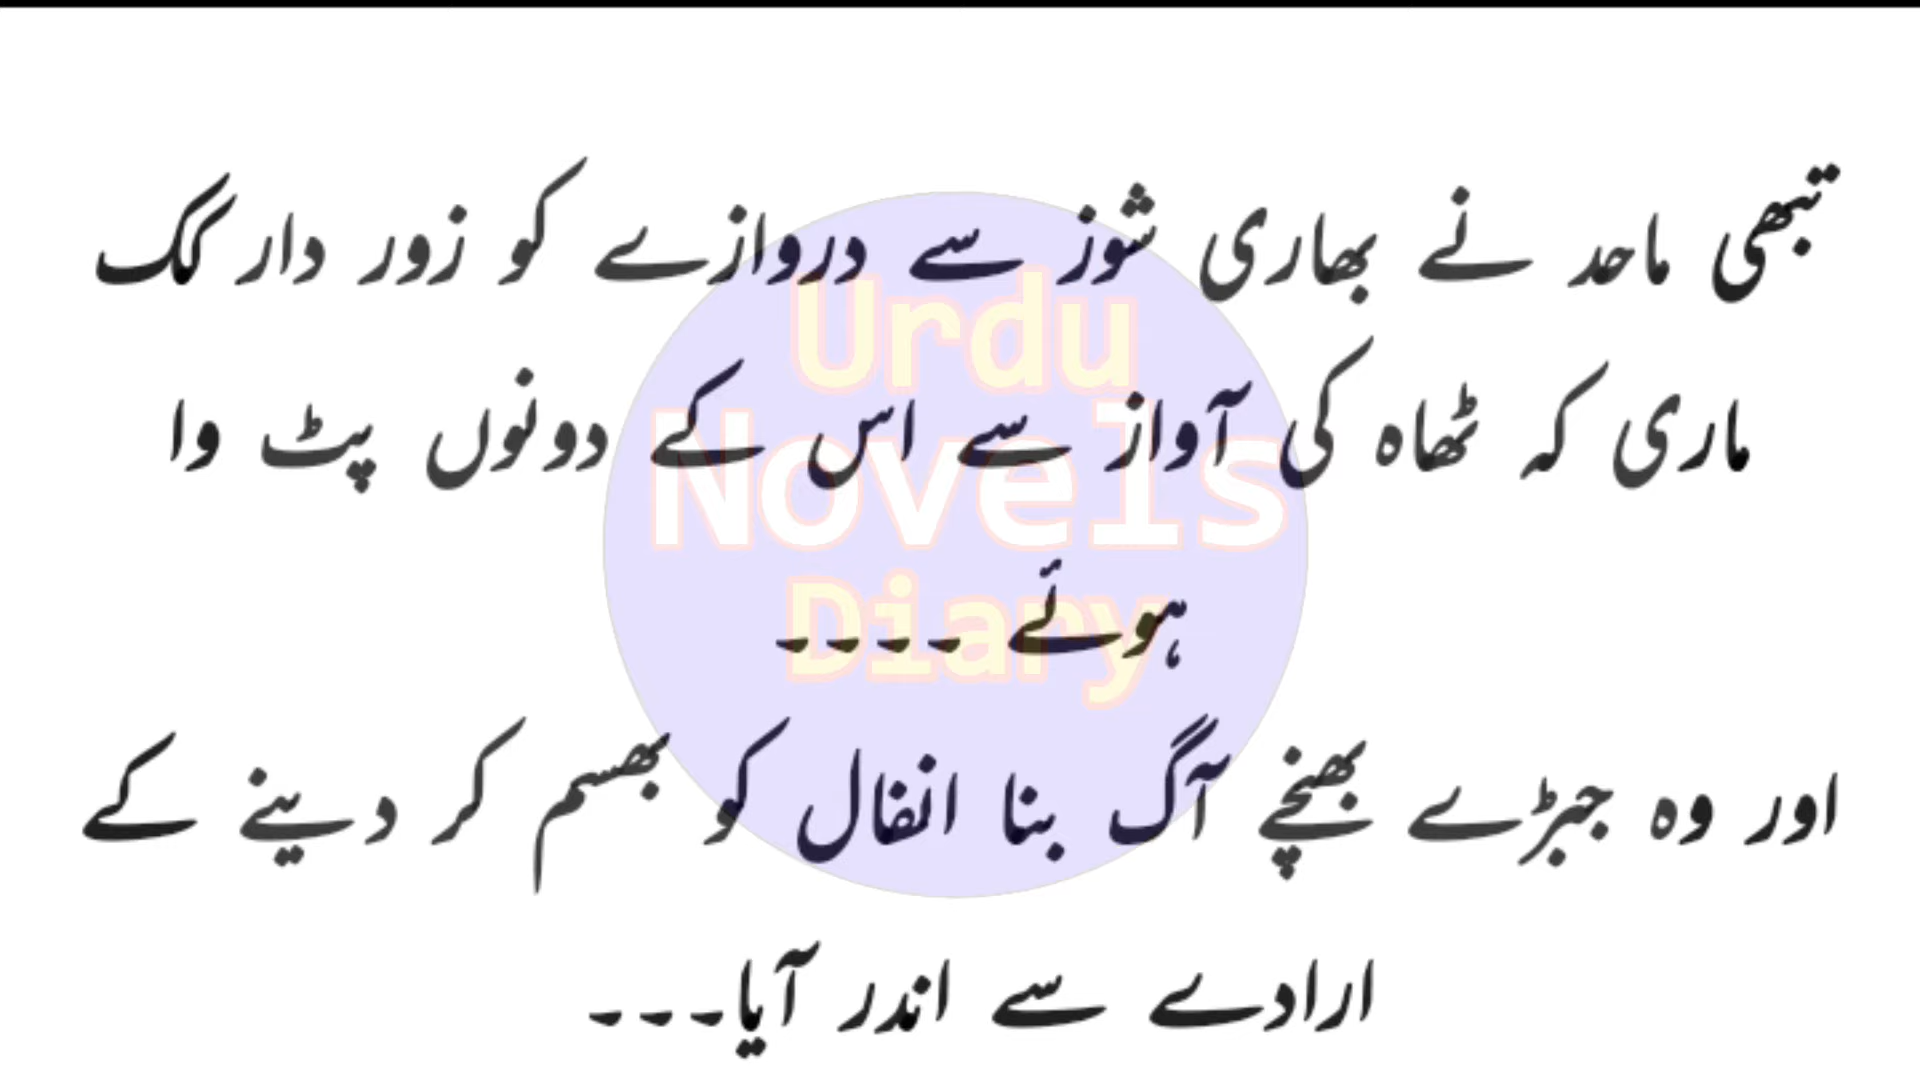 تبھی ماحد نے بھاری شوز سے دروازے کو زور دار کک
ماری کہ ٹھاہ کی آواز سے اس کے دونوں پٹ وا
ہوئے ۔۔۔۔
اور وہ جبڑے بھنچے آگ بنا انفال کو بھسم کر دینے کے
ارادے سے اندر آیا۔۔۔
Urdu
Novels
Diary